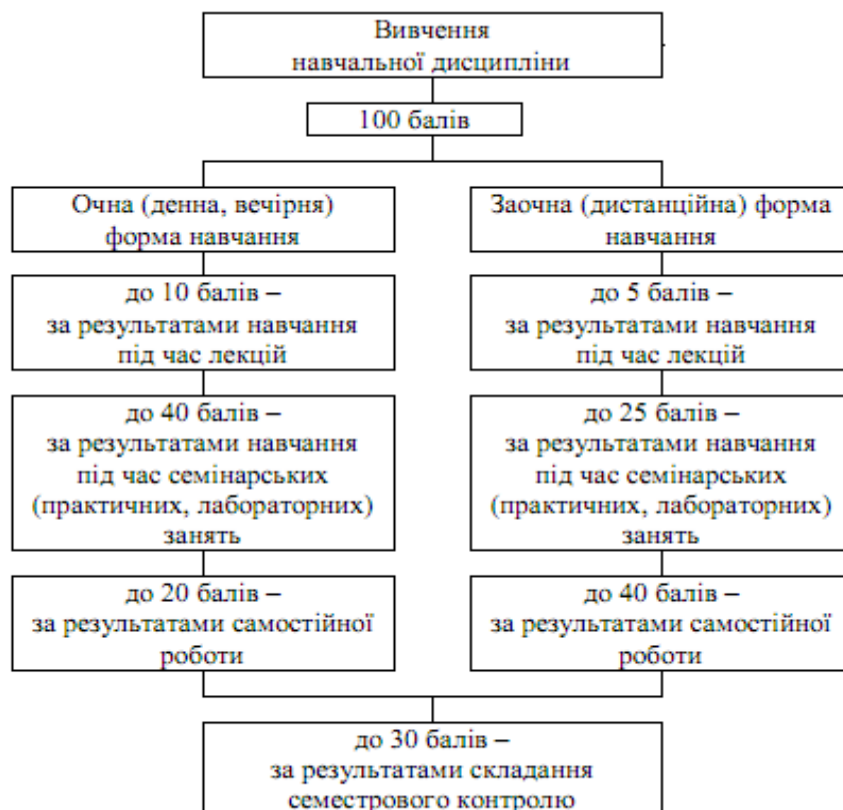 Вивчення
навчальної дисципліни
100 балів
Очна (денна, вечірня)
форма навчання
Заочна (дистанційна) форма
навчання
до 10 балів –
за результатами навчання
під час лекцій
до 5 балів –
за результатами навчання
під час лекцій
до 40 балів –
за результатами навчання
під час семінарських
(практичних, лабораторних)
занять
до 25 балів –
за результатами навчання
під час семінарських
(практичних, лабораторних)
занять
до 20 балів –
за результатами самостійної
роботи
до 40 балів –
за результатами самостійної
роботи
до 30 балів –
за результатами складання
семестрового контролю